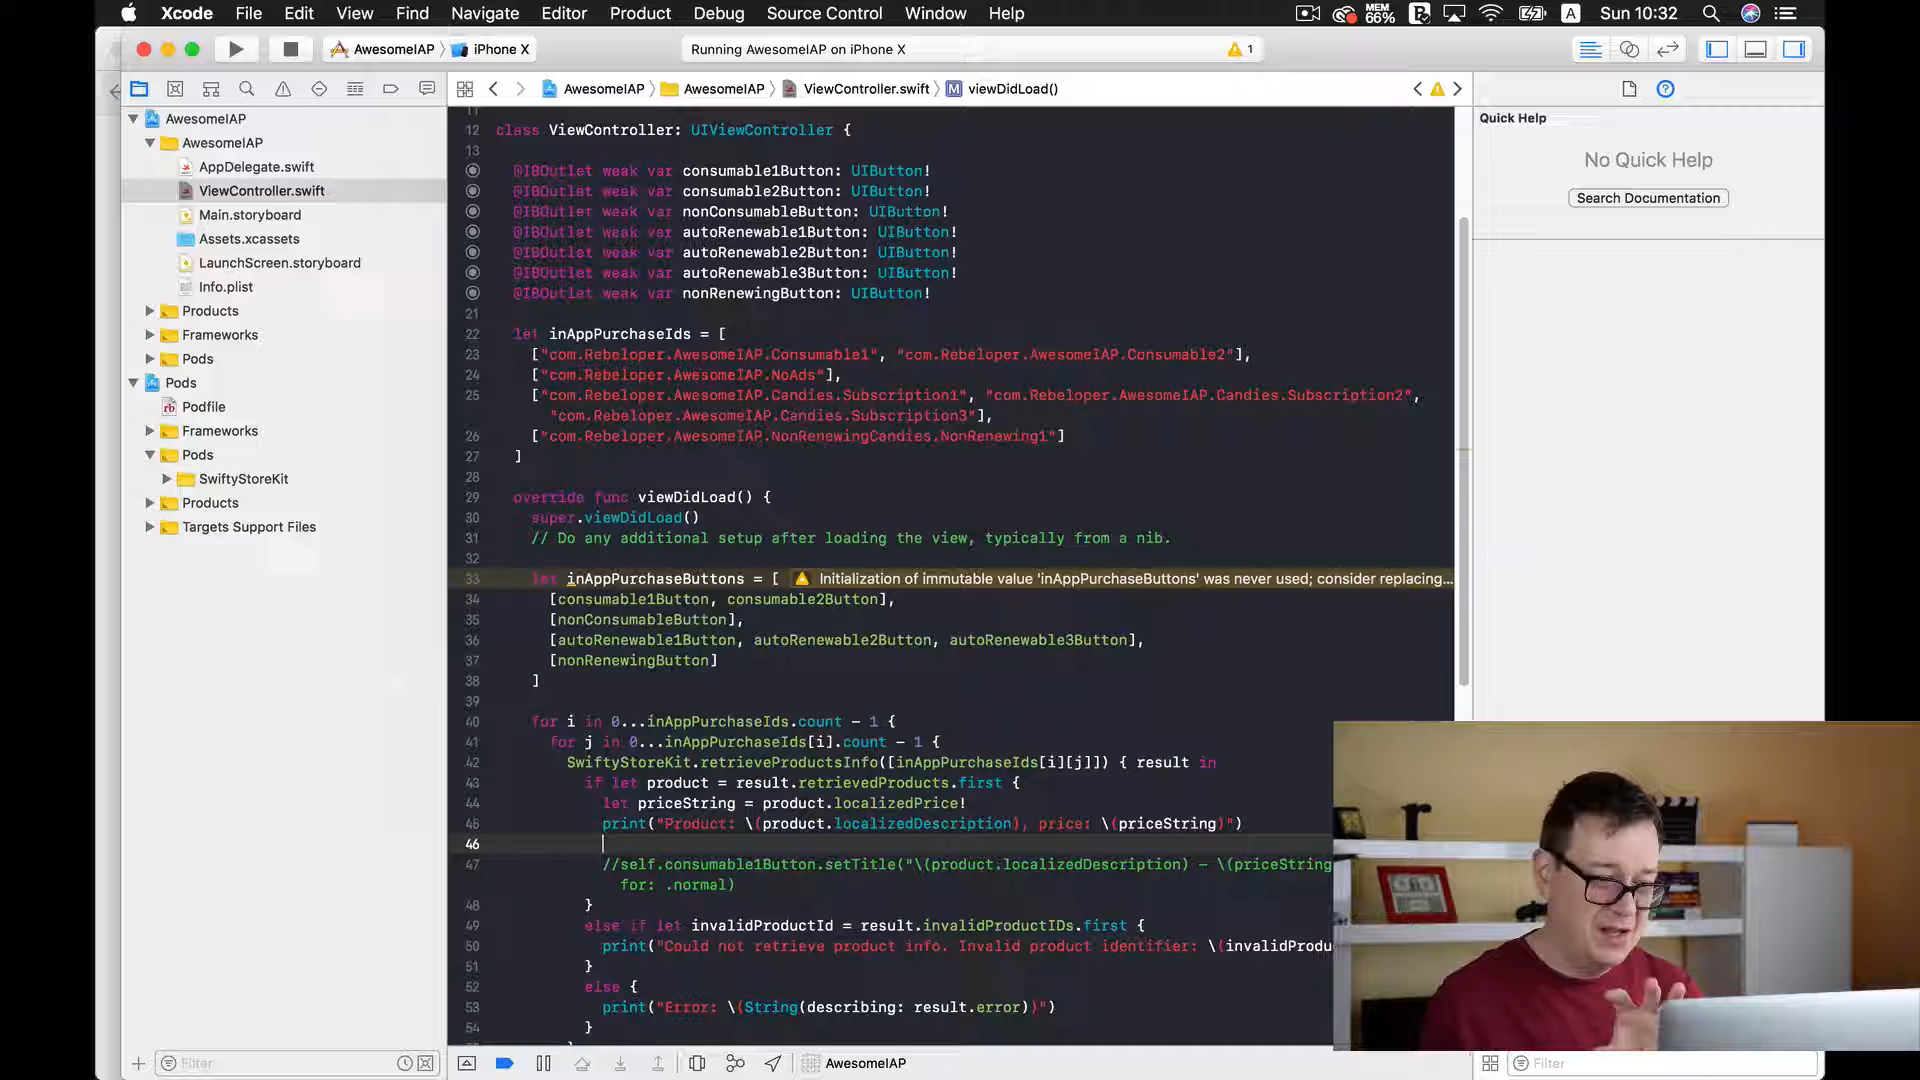 Xcode File Edit View Find Navigate Editor Product Debug Source Control Window Help MEM 66% A Sun 10:32
AwesomeIAP iPhone X Running AwesomeIAP on iPhone X 1
AwesomeIAP AwesomeIAP ViewController.swift M viewDidLoad()
AwesomeIAP
AwesomeIAP
AppDelegate.swift
ViewController.swift
Main.storyboard
Assets.xcassets
LaunchScreen.storyboard
Info.plist
Products
Frameworks
Pods
Pods
rb Podfile
Frameworks
Pods
SwiftyStoreKit
Products
Targets Support Files
Filter
11
12 class ViewController: UIViewController {
13
@IBOutlet weak var consumable1Button: UIButton!
@IBOutlet weak var consumable2Button: UIButton!
@IBOutlet weak var nonConsumableButton: UIButton!
@IBOutlet weak var autoRenewable1Button: UIButton!
@IBOutlet weak var autoRenewable2Button: UIButton!
@IBOutlet weak var autoRenewable3Button: UIButton!
@IBOutlet weak var nonRenewingButton: UIButton!
21
22 let inAppPurchaseIds = [
23 ["com.Rebeloper.AwesomeIAP.Consumable1", "com.Rebeloper.AwesomeIAP.Consumable2"],
24 ["com.Rebeloper.AwesomeIAP.NoAds"],
25 ["com.Rebeloper.AwesomeIAP.Candies.Subscription1", "com.Rebeloper.AwesomeIAP.Candies.Subscription2",
"com.Rebeloper.AwesomeIAP.Candies.Subscription3"],
26 ["com.Rebeloper.AwesomeIAP.NonRenewingCandies.NonRenewing1"]
27 ]
28
29 override func viewDidLoad() {
30 super.viewDidLoad()
31 // Do any additional setup after loading the view, typically from a nib.
32
33 let inAppPurchaseButtons = [ Initialization of immutable value 'inAppPurchaseButtons' was never used; consider replacing...
34 [consumable1Button, consumable2Button],
35 [nonConsumableButton],
36 [autoRenewable1Button, autoRenewable2Button, autoRenewable3Button],
37 [nonRenewingButton]
38 ]
39
40 for i in 0...inAppPurchaseIds.count - 1 {
41 for j in 0...inAppPurchaseIds[i].count - 1 {
42 SwiftyStoreKit.retrieveProductsInfo([inAppPurchaseIds[i][j]]) { result in
43 if let product = result.retrievedProducts.first {
44 let priceString = product.localizedPrice!
45 print("Product: \(product.localizedDescription), price: \(priceString)")
46
47 //self.consumable1Button.setTitle("\(product.localizedDescription) - \(priceString
for: .normal)
48 }
49 else if let invalidProductId = result.invalidProductIDs.first {
50 print("Could not retrieve product info. Invalid product identifier: \(invalidProdu
51 }
52 else {
53 print("Error: \(String(describing: result.error))")
54 }
AwesomeIAP
Quick Help
No Quick Help
Search Documentation
Filter